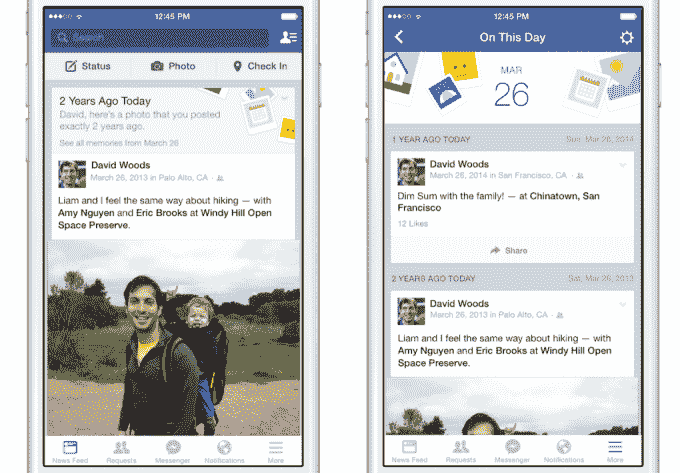 12:45 PM
Search
Status
Photo
Check In
2 Years Ago Today
David, here's a photo that you posted
exactly 2 years ago.
See all memories from March 26
David Woods
March 26, 2013 in Palo Alto, CA ·
Liam and I feel the same way about hiking — with
Amy Nguyen and Eric Brooks at Windy Hill Open
Space Preserve.
News Feed
Requests
Messenger
Notifications
More
12:45 PM
On This Day
MAR
26
1 YEAR AGO TODAY
Sun, Mar 26, 2014
David Woods
March 26, 2014 in San Francisco, CA ·
Dim Sum with the family! — at Chinatown, San
Francisco
12 Likes
Share
2 YEARS AGO TODAY
Sat, Mar 26, 2013
David Woods
March 26, 2013 in Palo Alto, CA ·
Liam and I feel the same way about hiking — with
Amy Nguyen and Eric Brooks at Windy Hill Open
Space Preserve.
News Feed
Requests
Messenger
Notifications
More